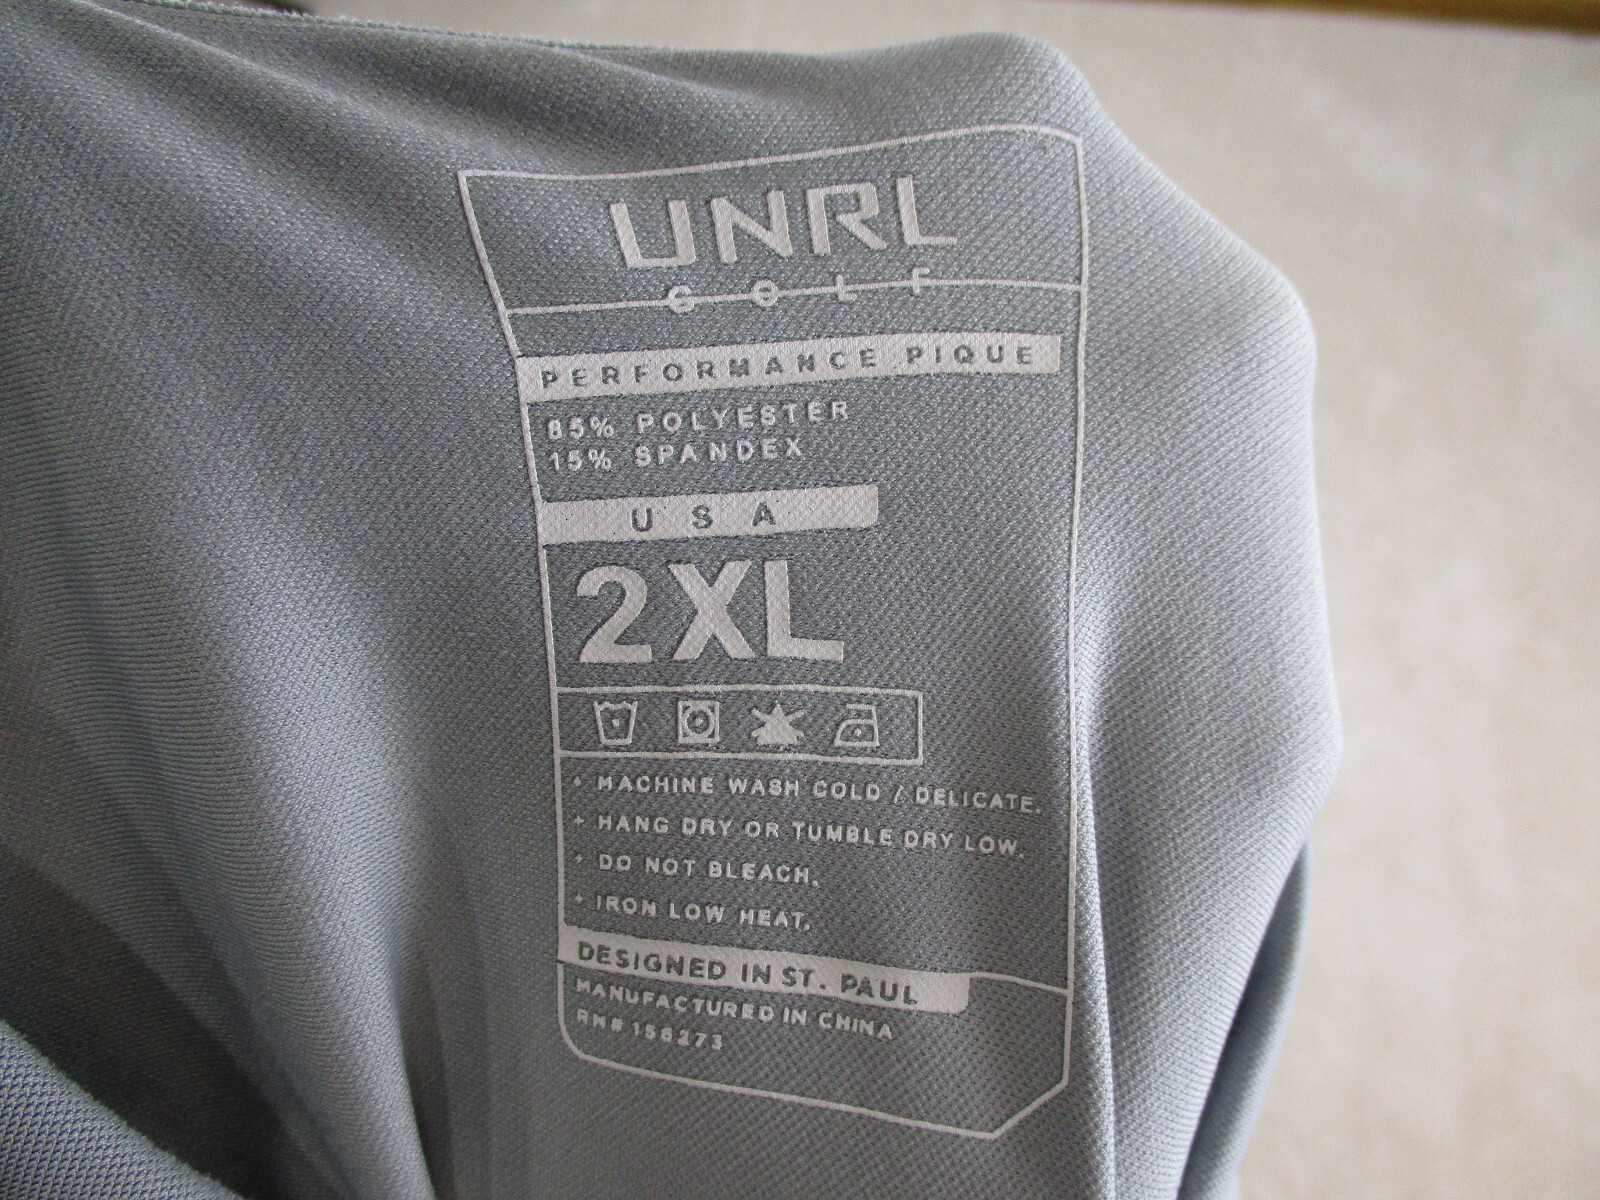 UNRL
GOLF
PERFORMANCE PIQUE
85% POLYESTER
15% SPANDEX
USA
2XL
+ MACHINE WASH COLD / DELICATE.
+ HANG DRY OR TUMBLE DRY LOW.
+ DO NOT BLEACH.
+ IRON LOW HEAT.
DESIGNED IN ST. PAUL
MANUFACTURED IN CHINA
RN# 156273